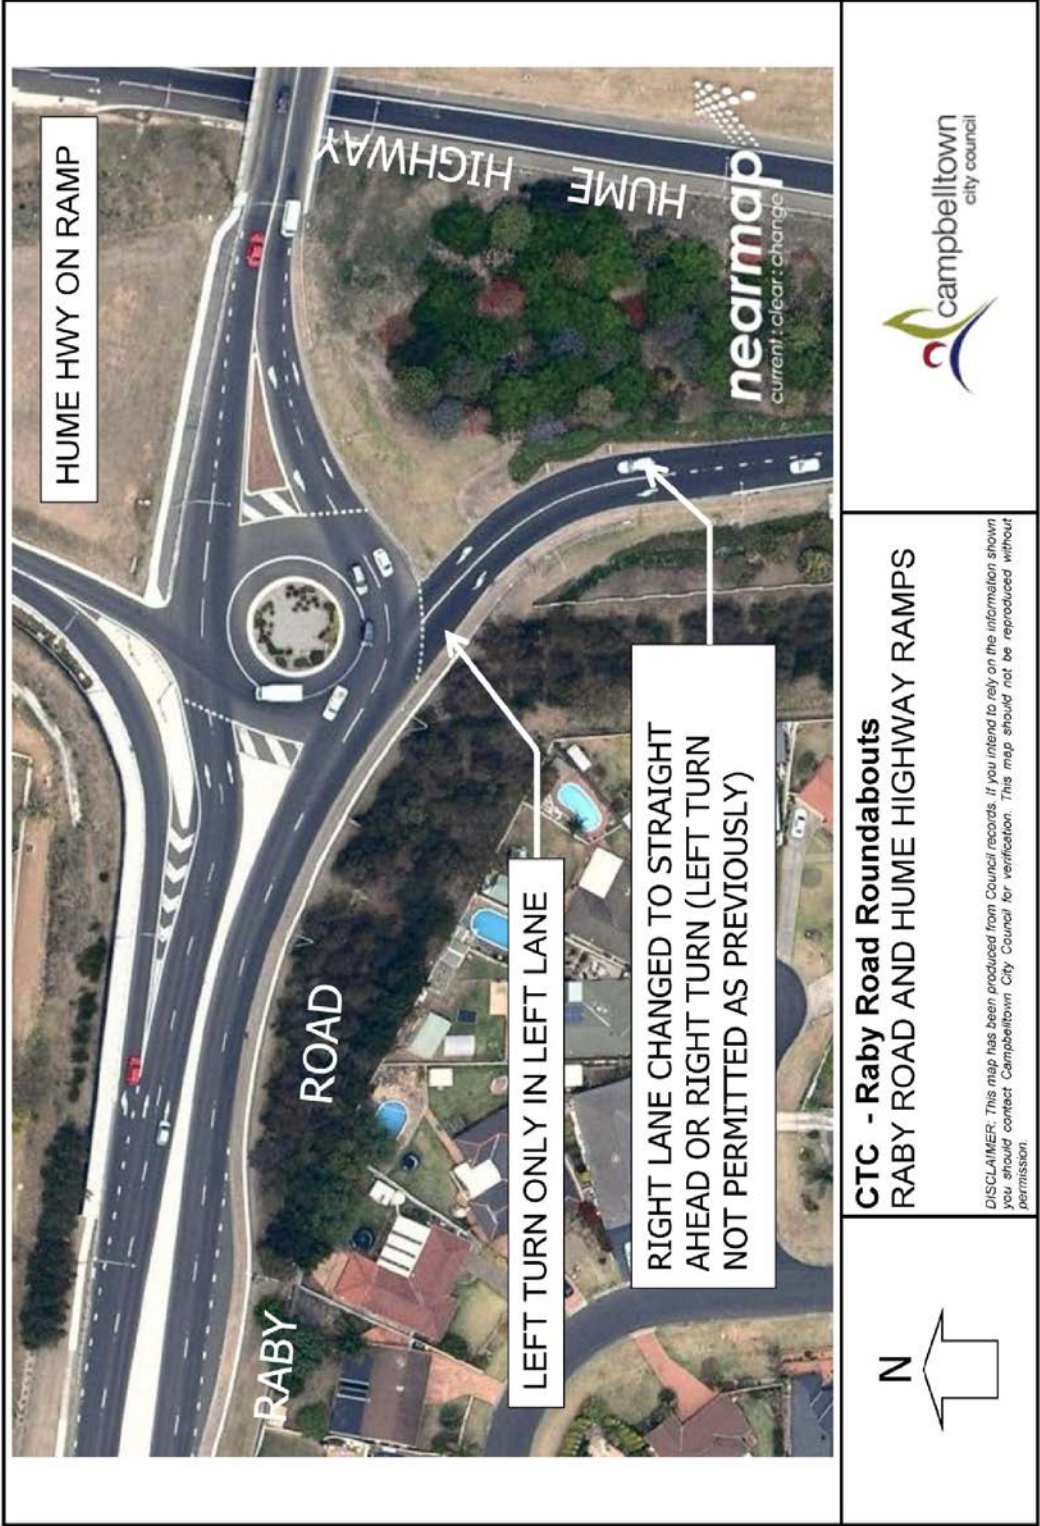 HUME HWY ON RAMP
HUME HIGHWAY
nearmap
current:clear:change
RABY ROAD
LEFT TURN ONLY IN LEFT LANE
RIGHT LANE CHANGED TO STRAIGHT
AHEAD OR RIGHT TURN (LEFT TURN
NOT PERMITTED AS PREVIOUSLY)
N
CTC - Raby Road Roundabouts
RABY ROAD AND HUME HIGHWAY RAMPS
DISCLAIMER: This map has been produced from Council records. If you intend to rely on the information shown
you should contact Campbelltown City Council for verification. This map should not be reproduced without
permission.
campbelltown
city council